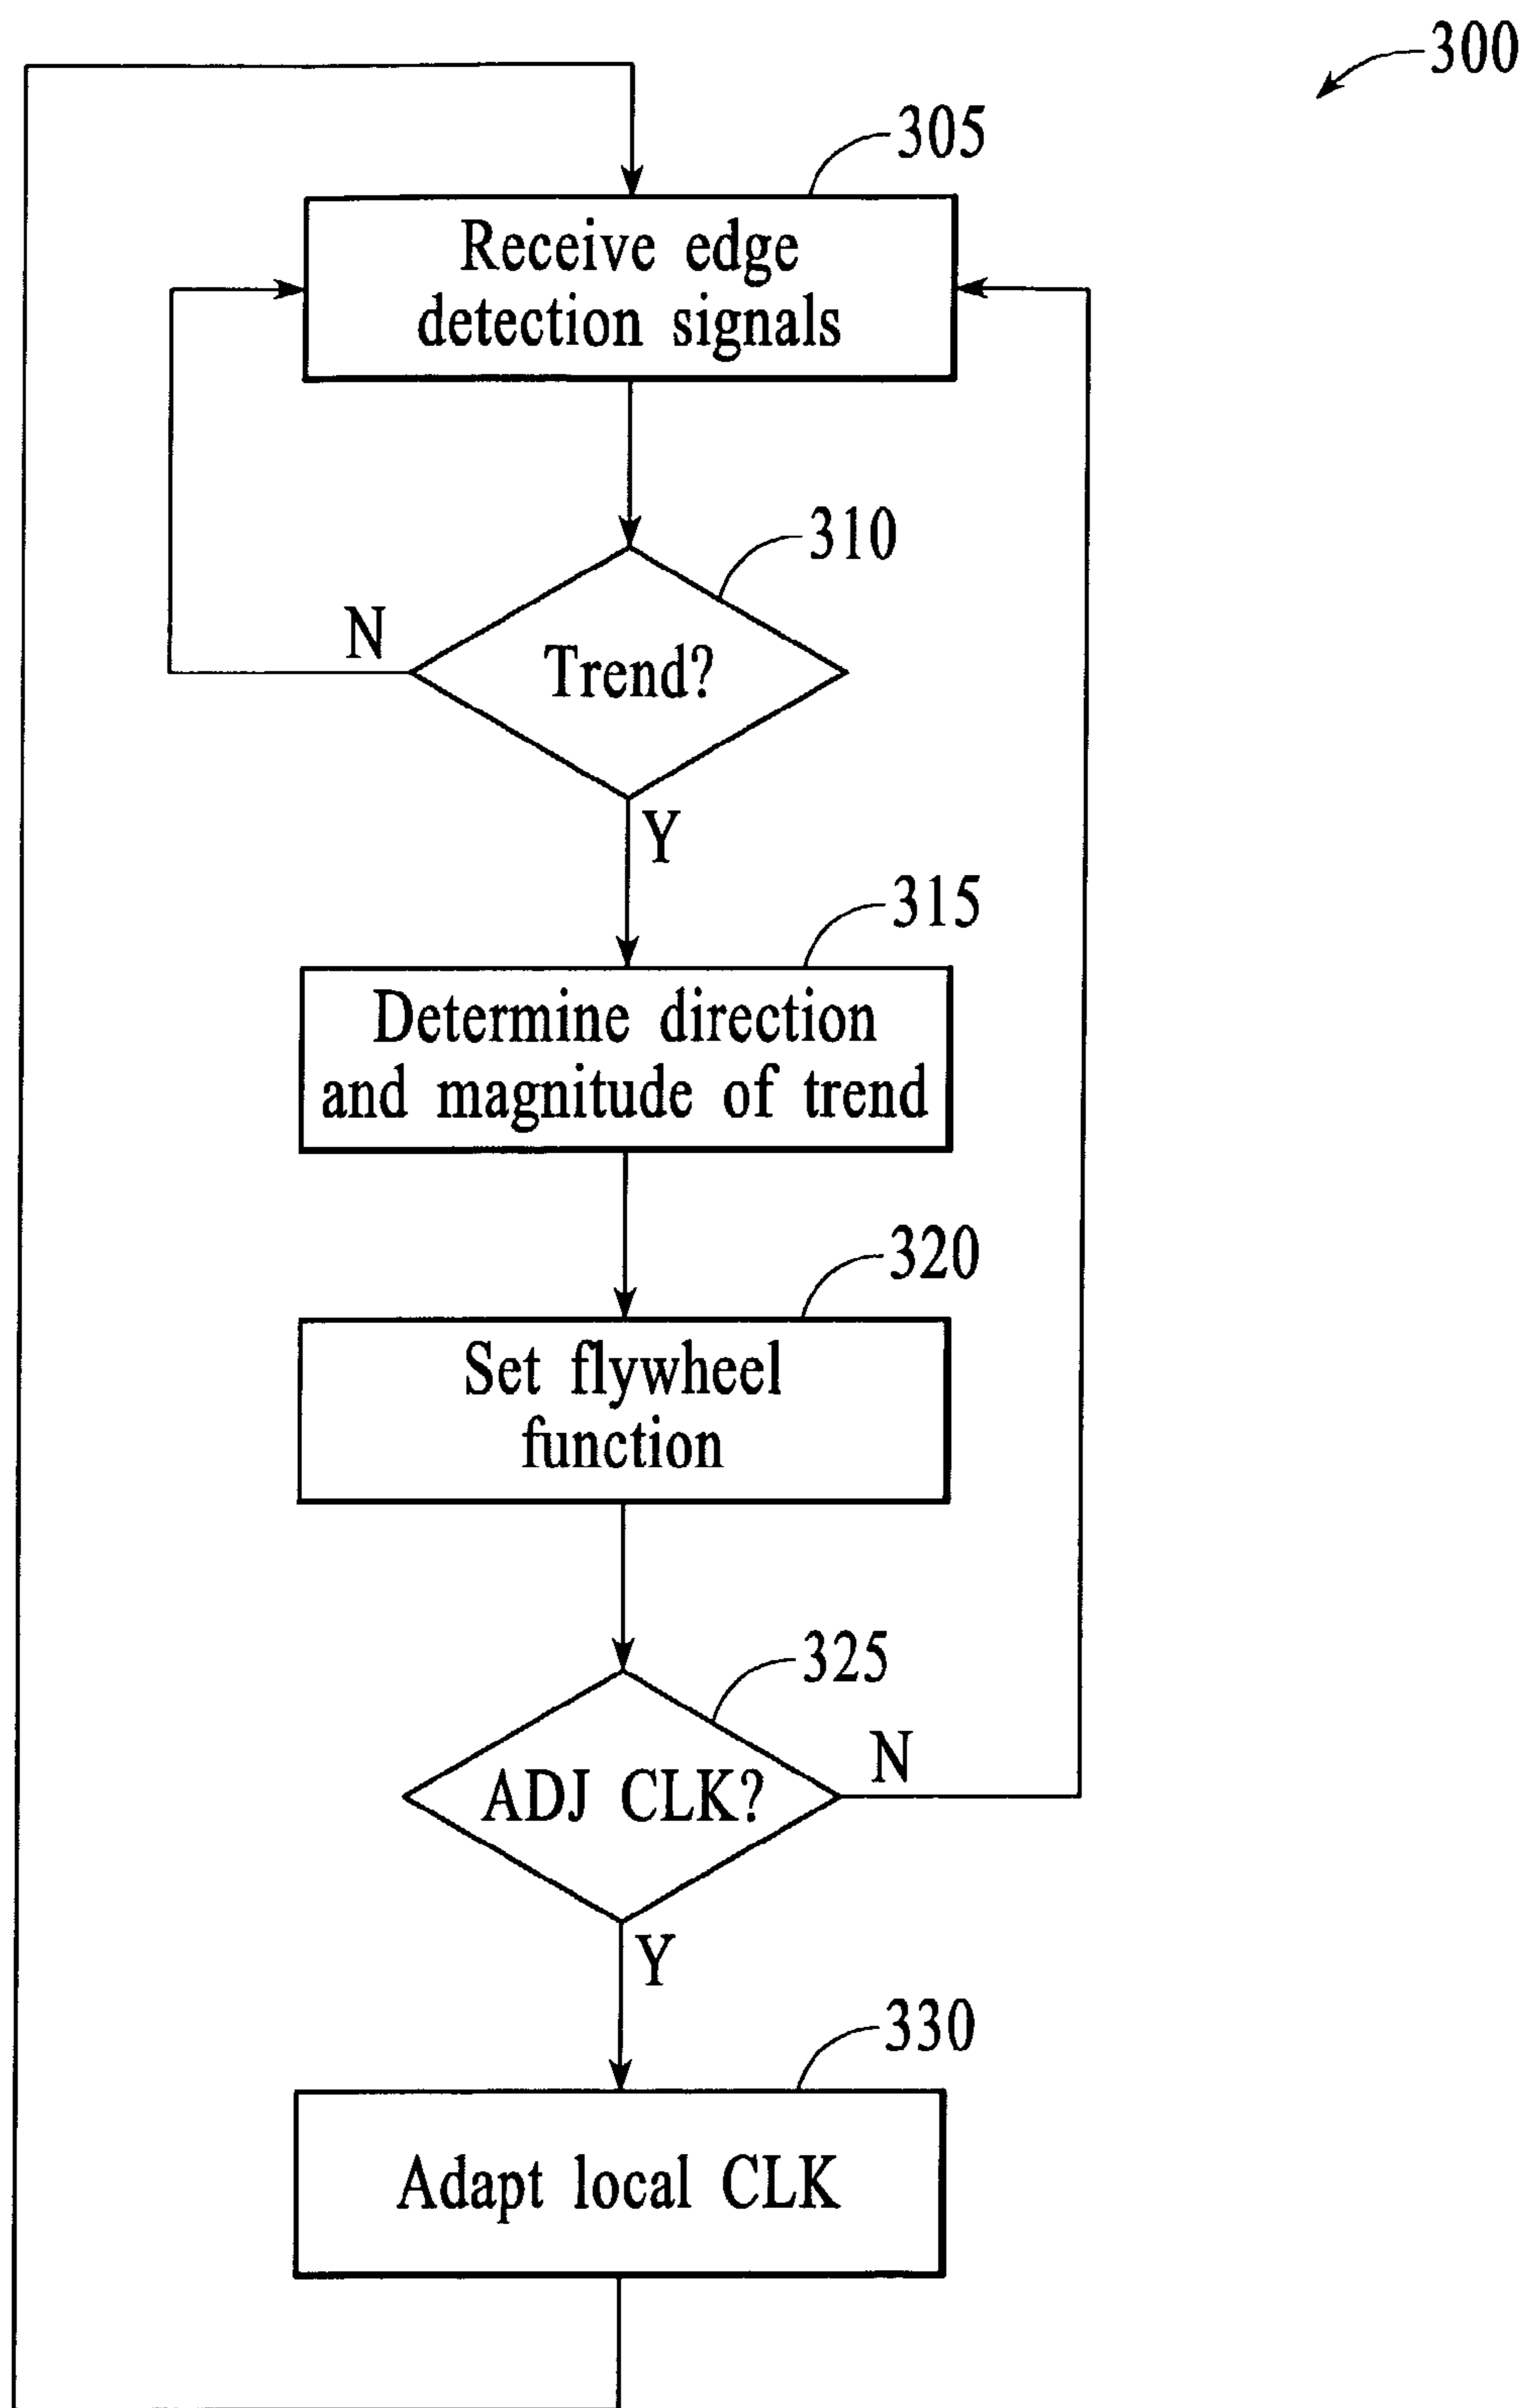 300
305
Receive edge
detection signals
310
N
Trend?
Y
315
Determine direction
and magnitude of trend
320
Set flywheel
function
325
N
ADJ CLK?
Y
330
Adapt local CLK